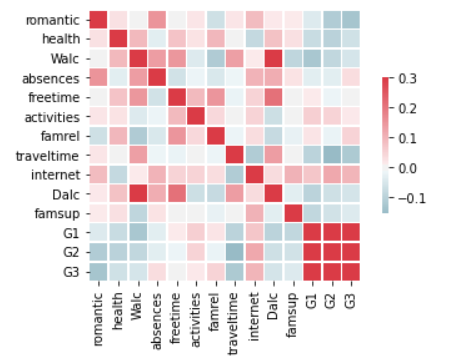 romantic
health
Walc
absences
freetime
activities
famrel
traveltime
internet
Dalc
famsup
G1
G2
G3
0.3
0.2
0.1
0.0
−0.1
romantic
health
Walc
absences
freetime
activities
famrel
traveltime
internet
Dalc
famsup
G1
G2
G3